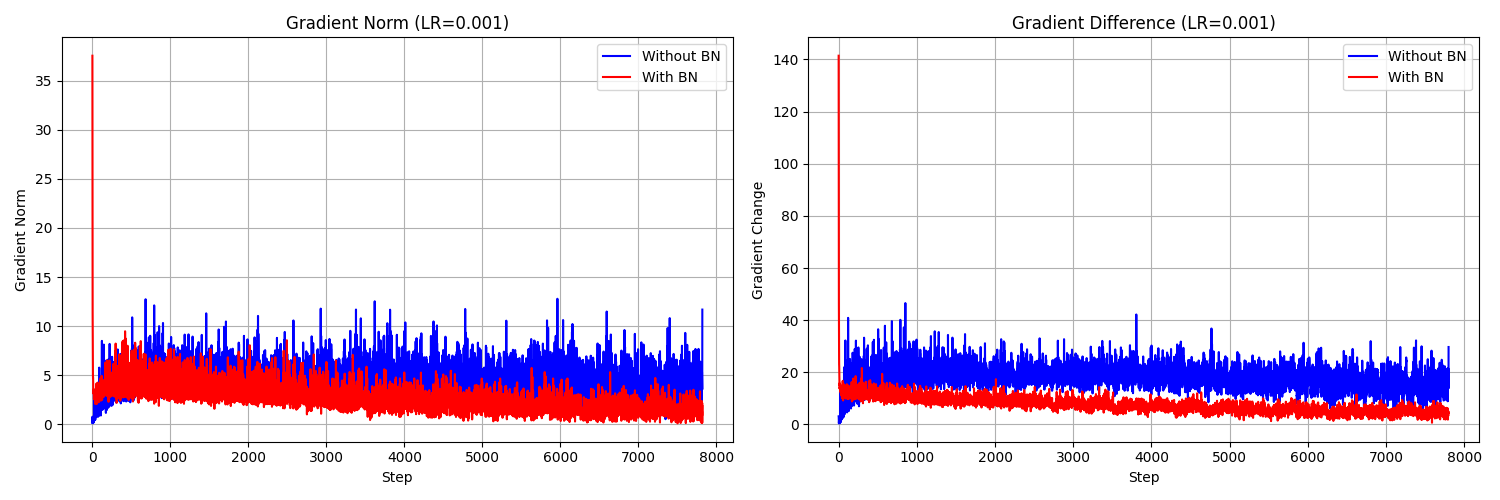 Gradient Norm (LR=0.001)
Without BN
With BN
35
30
25
20
15
10
5
0
Gradient Norm
0 1000 2000 3000 4000 5000 6000 7000 8000
Step
Gradient Difference (LR=0.001)
Without BN
With BN
140
120
100
80
60
40
20
0
Gradient Change
0 1000 2000 3000 4000 5000 6000 7000 8000
Step